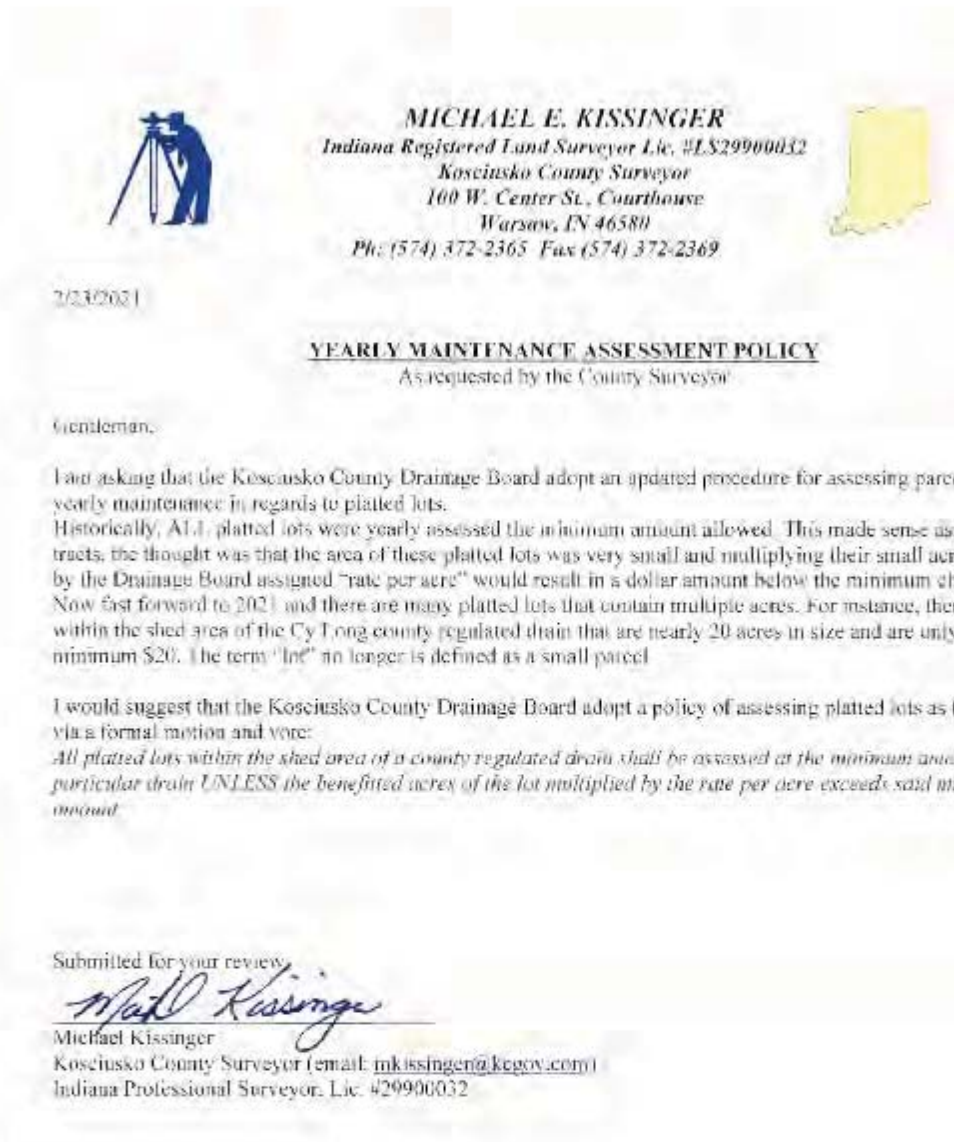 MICHAEL E. KISSINGER
Indiana Registered Land Surveyor Lic. #LS29900032
Kosciusko County Surveyor
100 W. Center St., Courthouse
Warsaw, IN 46580
Ph: (574) 372-2365 Fax (574) 372-2369
2/23/2021
YEARLY MAINTENANCE ASSESSMENT POLICY
As requested by the County Surveyor
Gentleman,
I am asking that the Kosciusko County Drainage Board adopt an updated procedure for assessing parce
yearly maintenance in regards to platted lots.
Historically, ALL platted lots were yearly assessed the minimum amount allowed. This made sense as
tracts, the thought was that the area of these platted lots was very small and multiplying their small acr
by the Drainage Board assigned "rate per acre" would result in a dollar amount below the minimum ch
Now fast forward to 2021 and there are many platted lots that contain multiple acres. For instance, ther
within the shed area of the Cy Long county regulated drain that are nearly 20 acres in size and are only
minimum $20. The term "lot" no longer is defined as a small parcel
I would suggest that the Kosciusko County Drainage Board adopt a policy of assessing platted lots as
via a formal motion and vote:
All platted lots within the shed area of a county regulated drain shall be assessed at the minimum amo
particular drain UNLESS the benefitted acres of the lot multiplied by the rate per acre exceeds said mi
amount.
Submitted for your review,
Michael Kissinger
Kosciusko County Surveyor (email: mkissinger@kcgov.com)
Indiana Professional Surveyor, Lic. #29900032